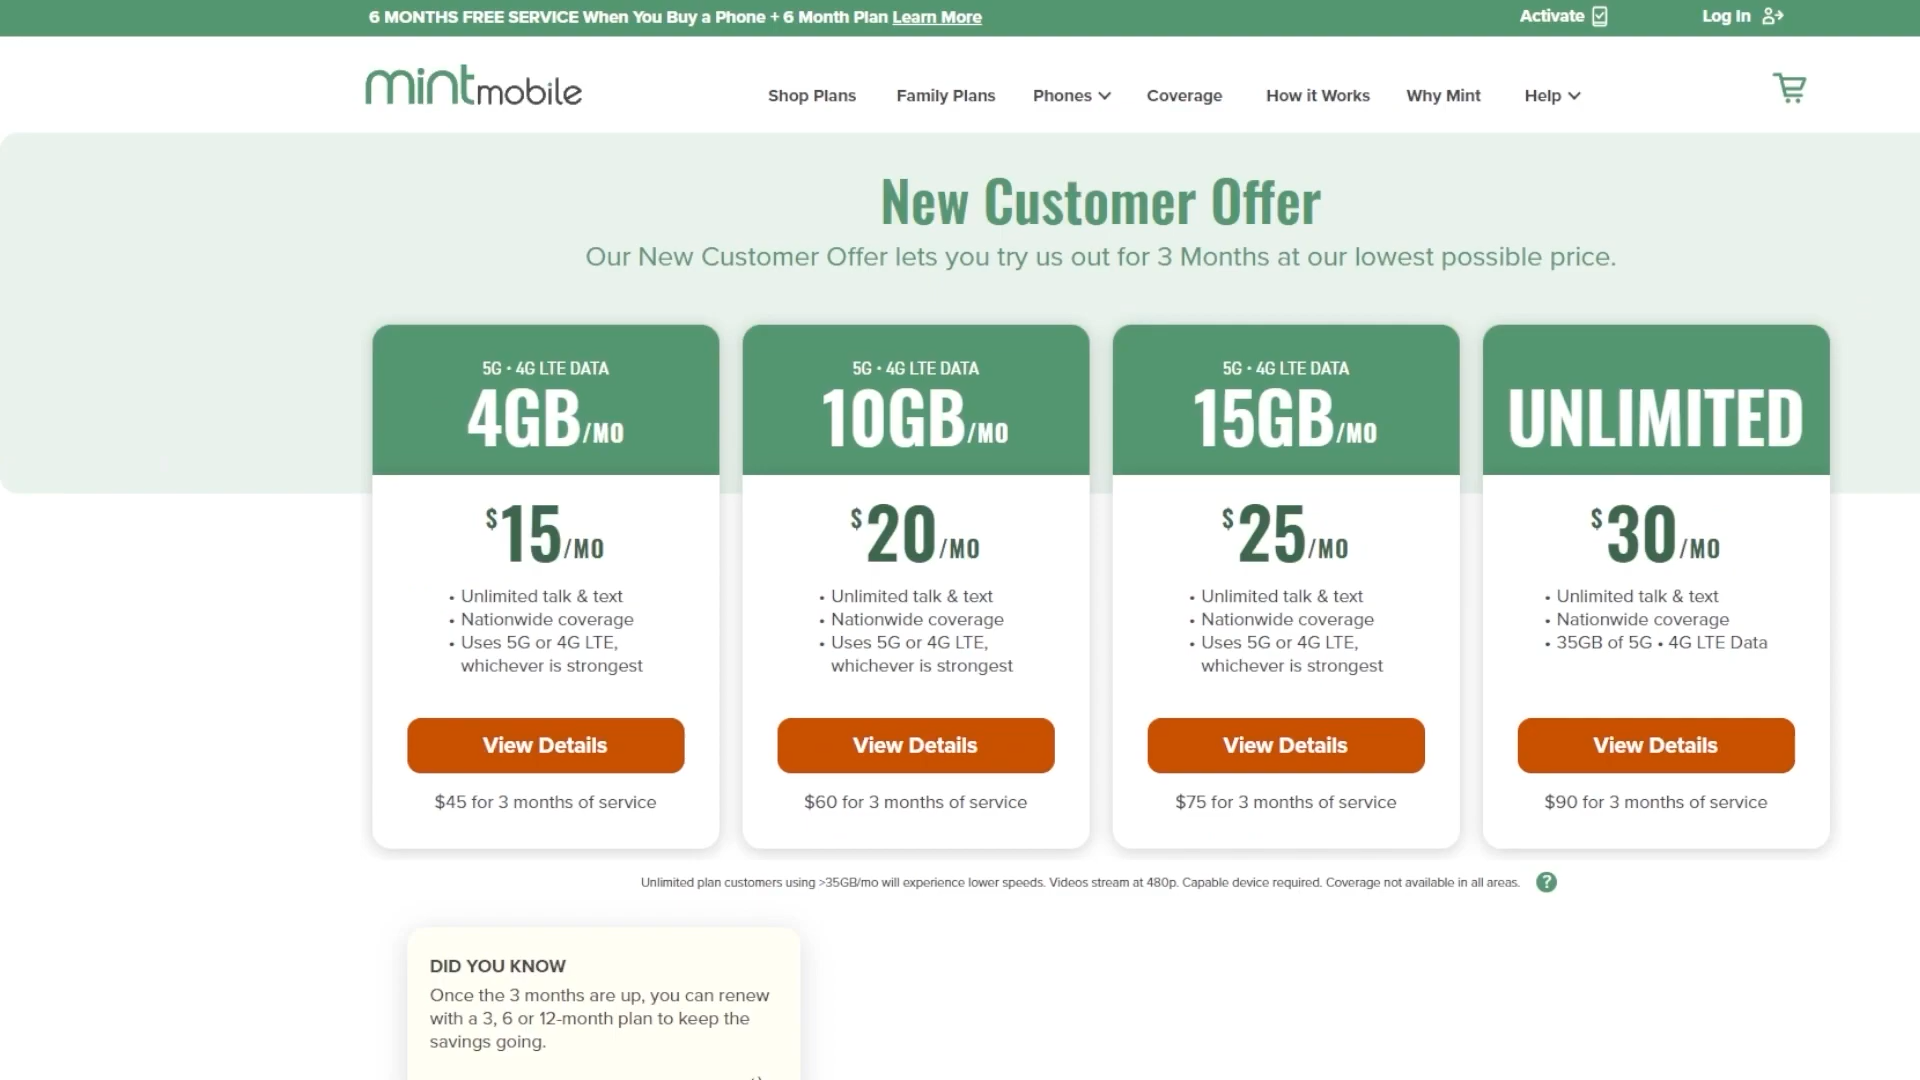 6 MONTHS FREE SERVICE When You Buy a Phone + 6 Month Plan Learn More
Activate
Log In
mintmobile
Shop Plans
Family Plans
Phones
Coverage
How it Works
Why Mint
Help
New Customer Offer
Our New Customer Offer lets you try us out for 3 Months at our lowest possible price.
5G • 4G LTE DATA
4GB/MO
$15/MO
• Unlimited talk & text
• Nationwide coverage
• Uses 5G or 4G LTE,
whichever is strongest
View Details
$45 for 3 months of service
5G • 4G LTE DATA
10GB/MO
$20/MO
• Unlimited talk & text
• Nationwide coverage
• Uses 5G or 4G LTE,
whichever is strongest
View Details
$60 for 3 months of service
5G • 4G LTE DATA
15GB/MO
$25/MO
• Unlimited talk & text
• Nationwide coverage
• Uses 5G or 4G LTE,
whichever is strongest
View Details
$75 for 3 months of service
UNLIMITED
$30/MO
• Unlimited talk & text
• Nationwide coverage
• 35GB of 5G • 4G LTE Data
View Details
$90 for 3 months of service
Unlimited plan customers using >35GB/mo will experience lower speeds. Videos stream at 480p. Capable device required. Coverage not available in all areas. ?
DID YOU KNOW
Once the 3 months are up, you can renew
with a 3, 6 or 12-month plan to keep the
savings going.